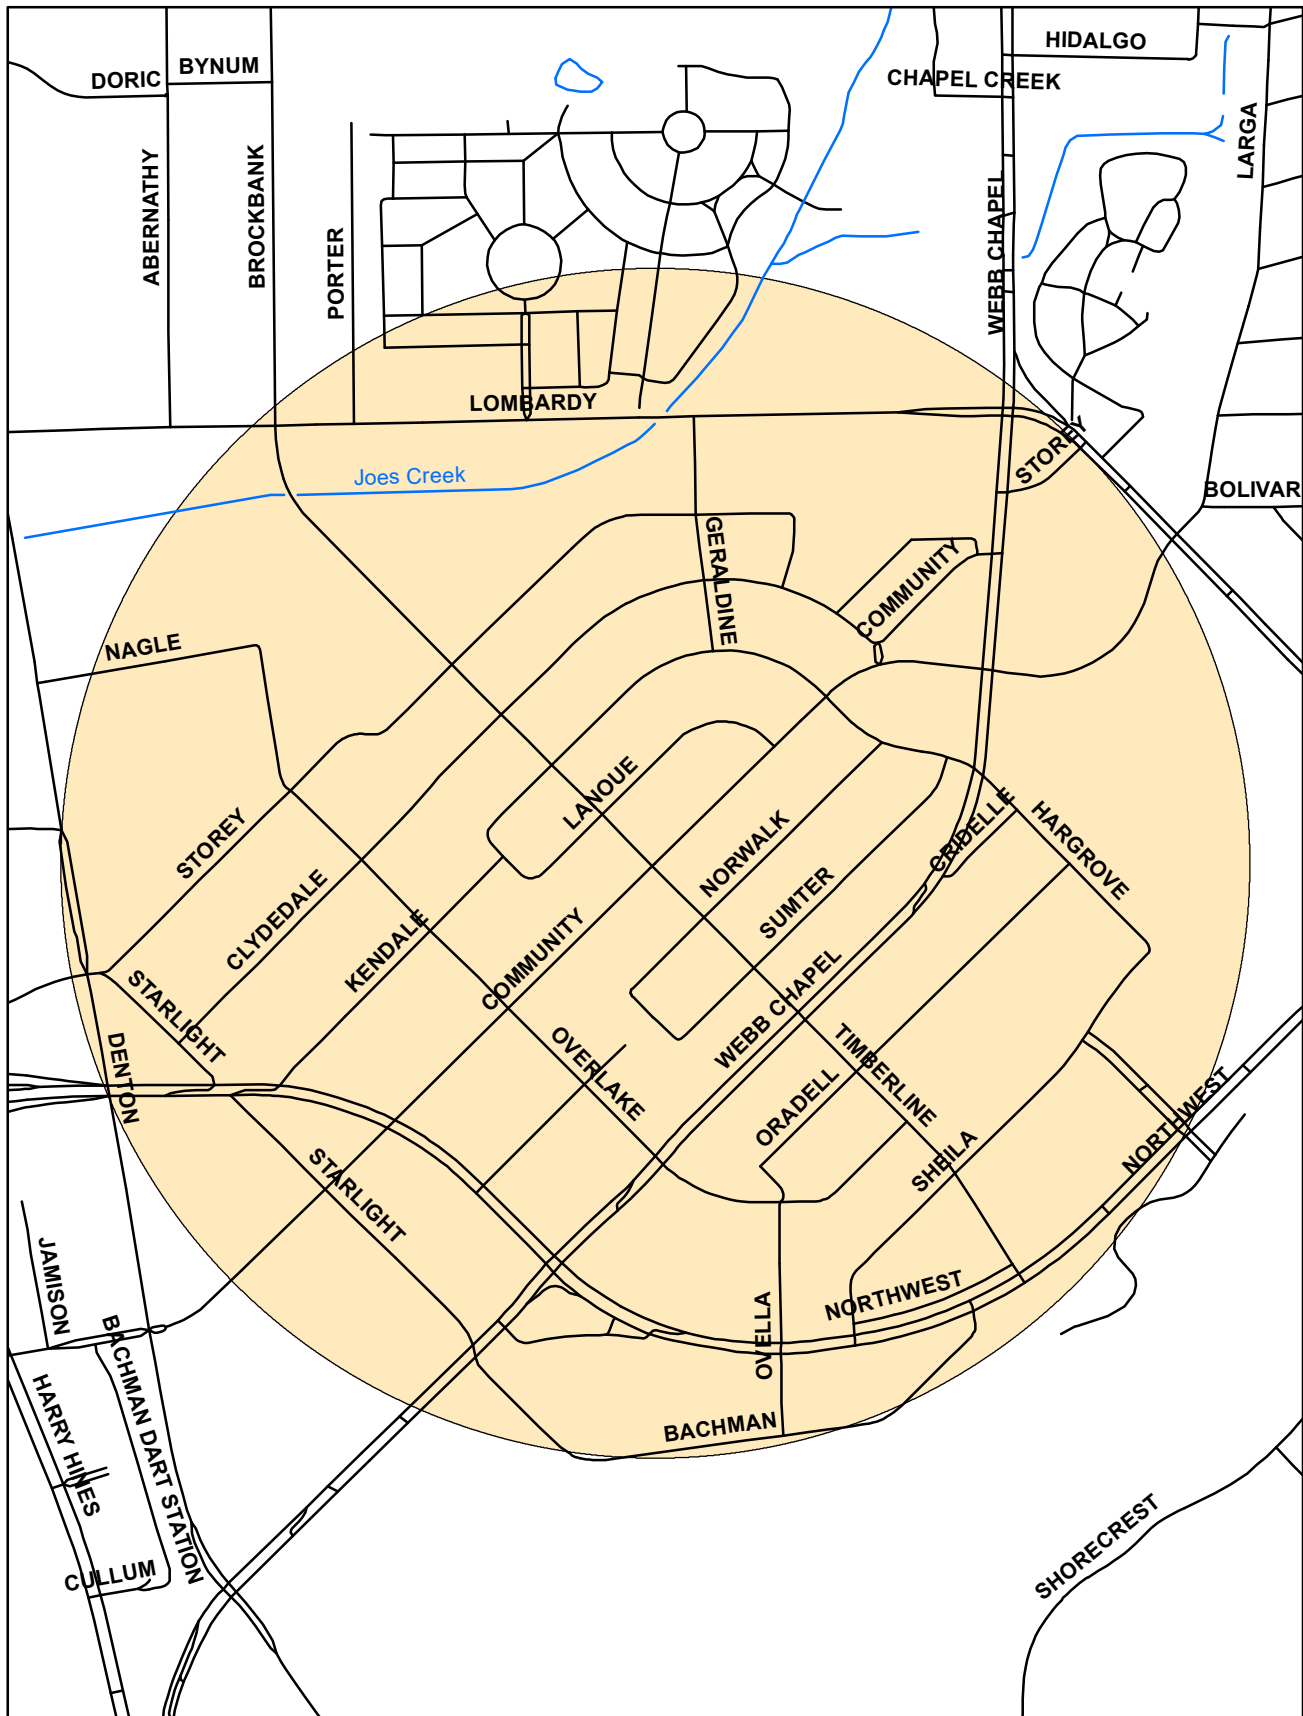 HIDALGO
BYNUM
DORIC
CHAPEL CREEK
LARGA
ABERNATHY
BROCKBANK
PORTER
WEBB CHAPEL
LOMBARDY
STOREY
Joes Creek
BOLIVAR
GERALDINE
COMMUNITY
NAGLE
LANOUE
STOREY
NORWALK
CRIDELLE
HARGROVE
CLYDEDALE
KENDALE
COMMUNITY
SUMTER
WEBB CHAPEL
STARLIGHT
DENTON
OVERLAKE
TIMBERLINE
ORADELL
SHEILA
NORTHWEST
STARLIGHT
JAMISON
NORTHWEST
OVELLA
BACHMAN DART STATION
HARRY HINES
BACHMAN
CULLUM
SHORECREST